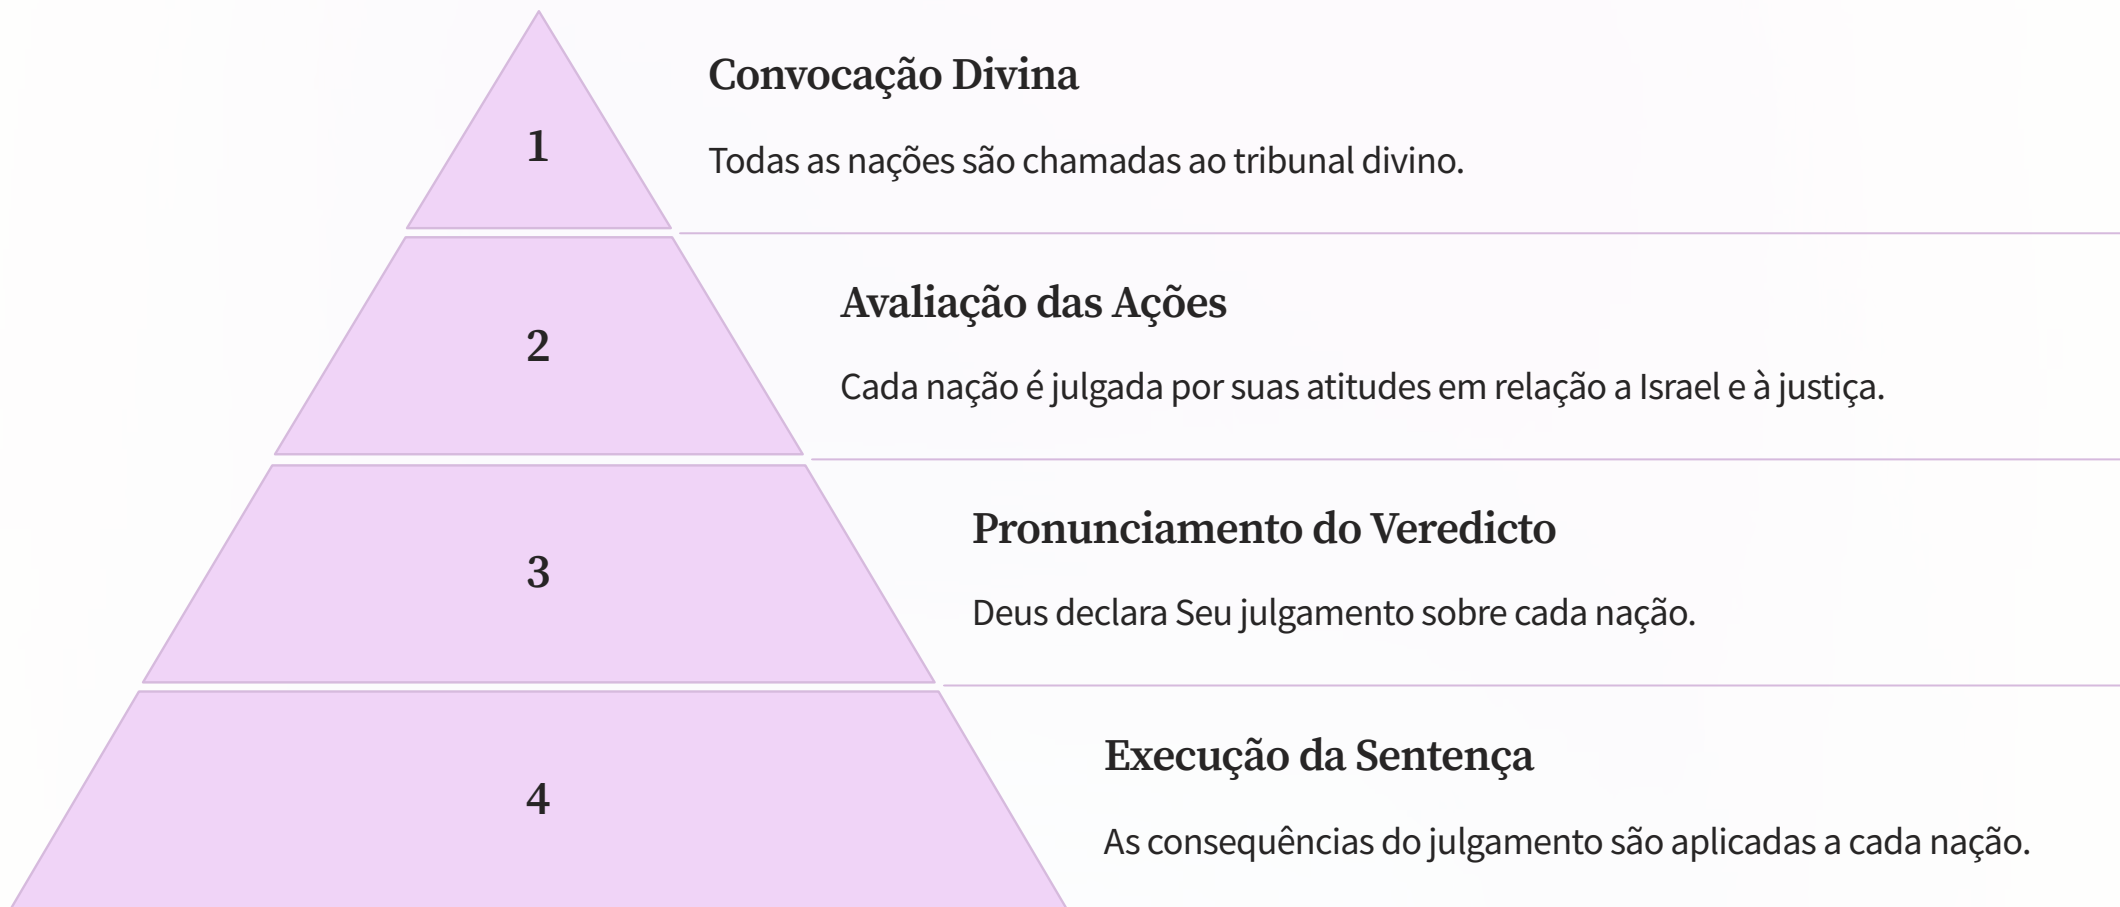 1
Convocação Divina
Todas as nações são chamadas ao tribunal divino.
2
Avaliação das Ações
Cada nação é julgada por suas atitudes em relação a Israel e à justiça.
3
Pronunciamento do Veredicto
Deus declara Seu julgamento sobre cada nação.
4
Execução da Sentença
As consequências do julgamento são aplicadas a cada nação.